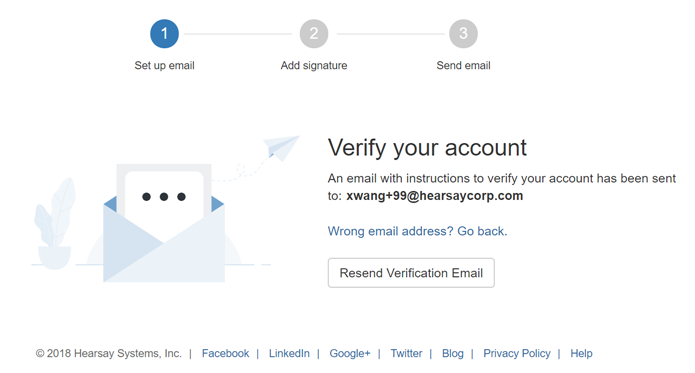 1 2 3
Set up email Add signature Send email
Verify your account
An email with instructions to verify your account has been sent
to: xwang+99@hearsaycorp.com
Wrong email address? Go back.
Resend Verification Email
© 2018 Hearsay Systems, Inc. | Facebook | LinkedIn | Google+ | Twitter | Blog | Privacy Policy | Help